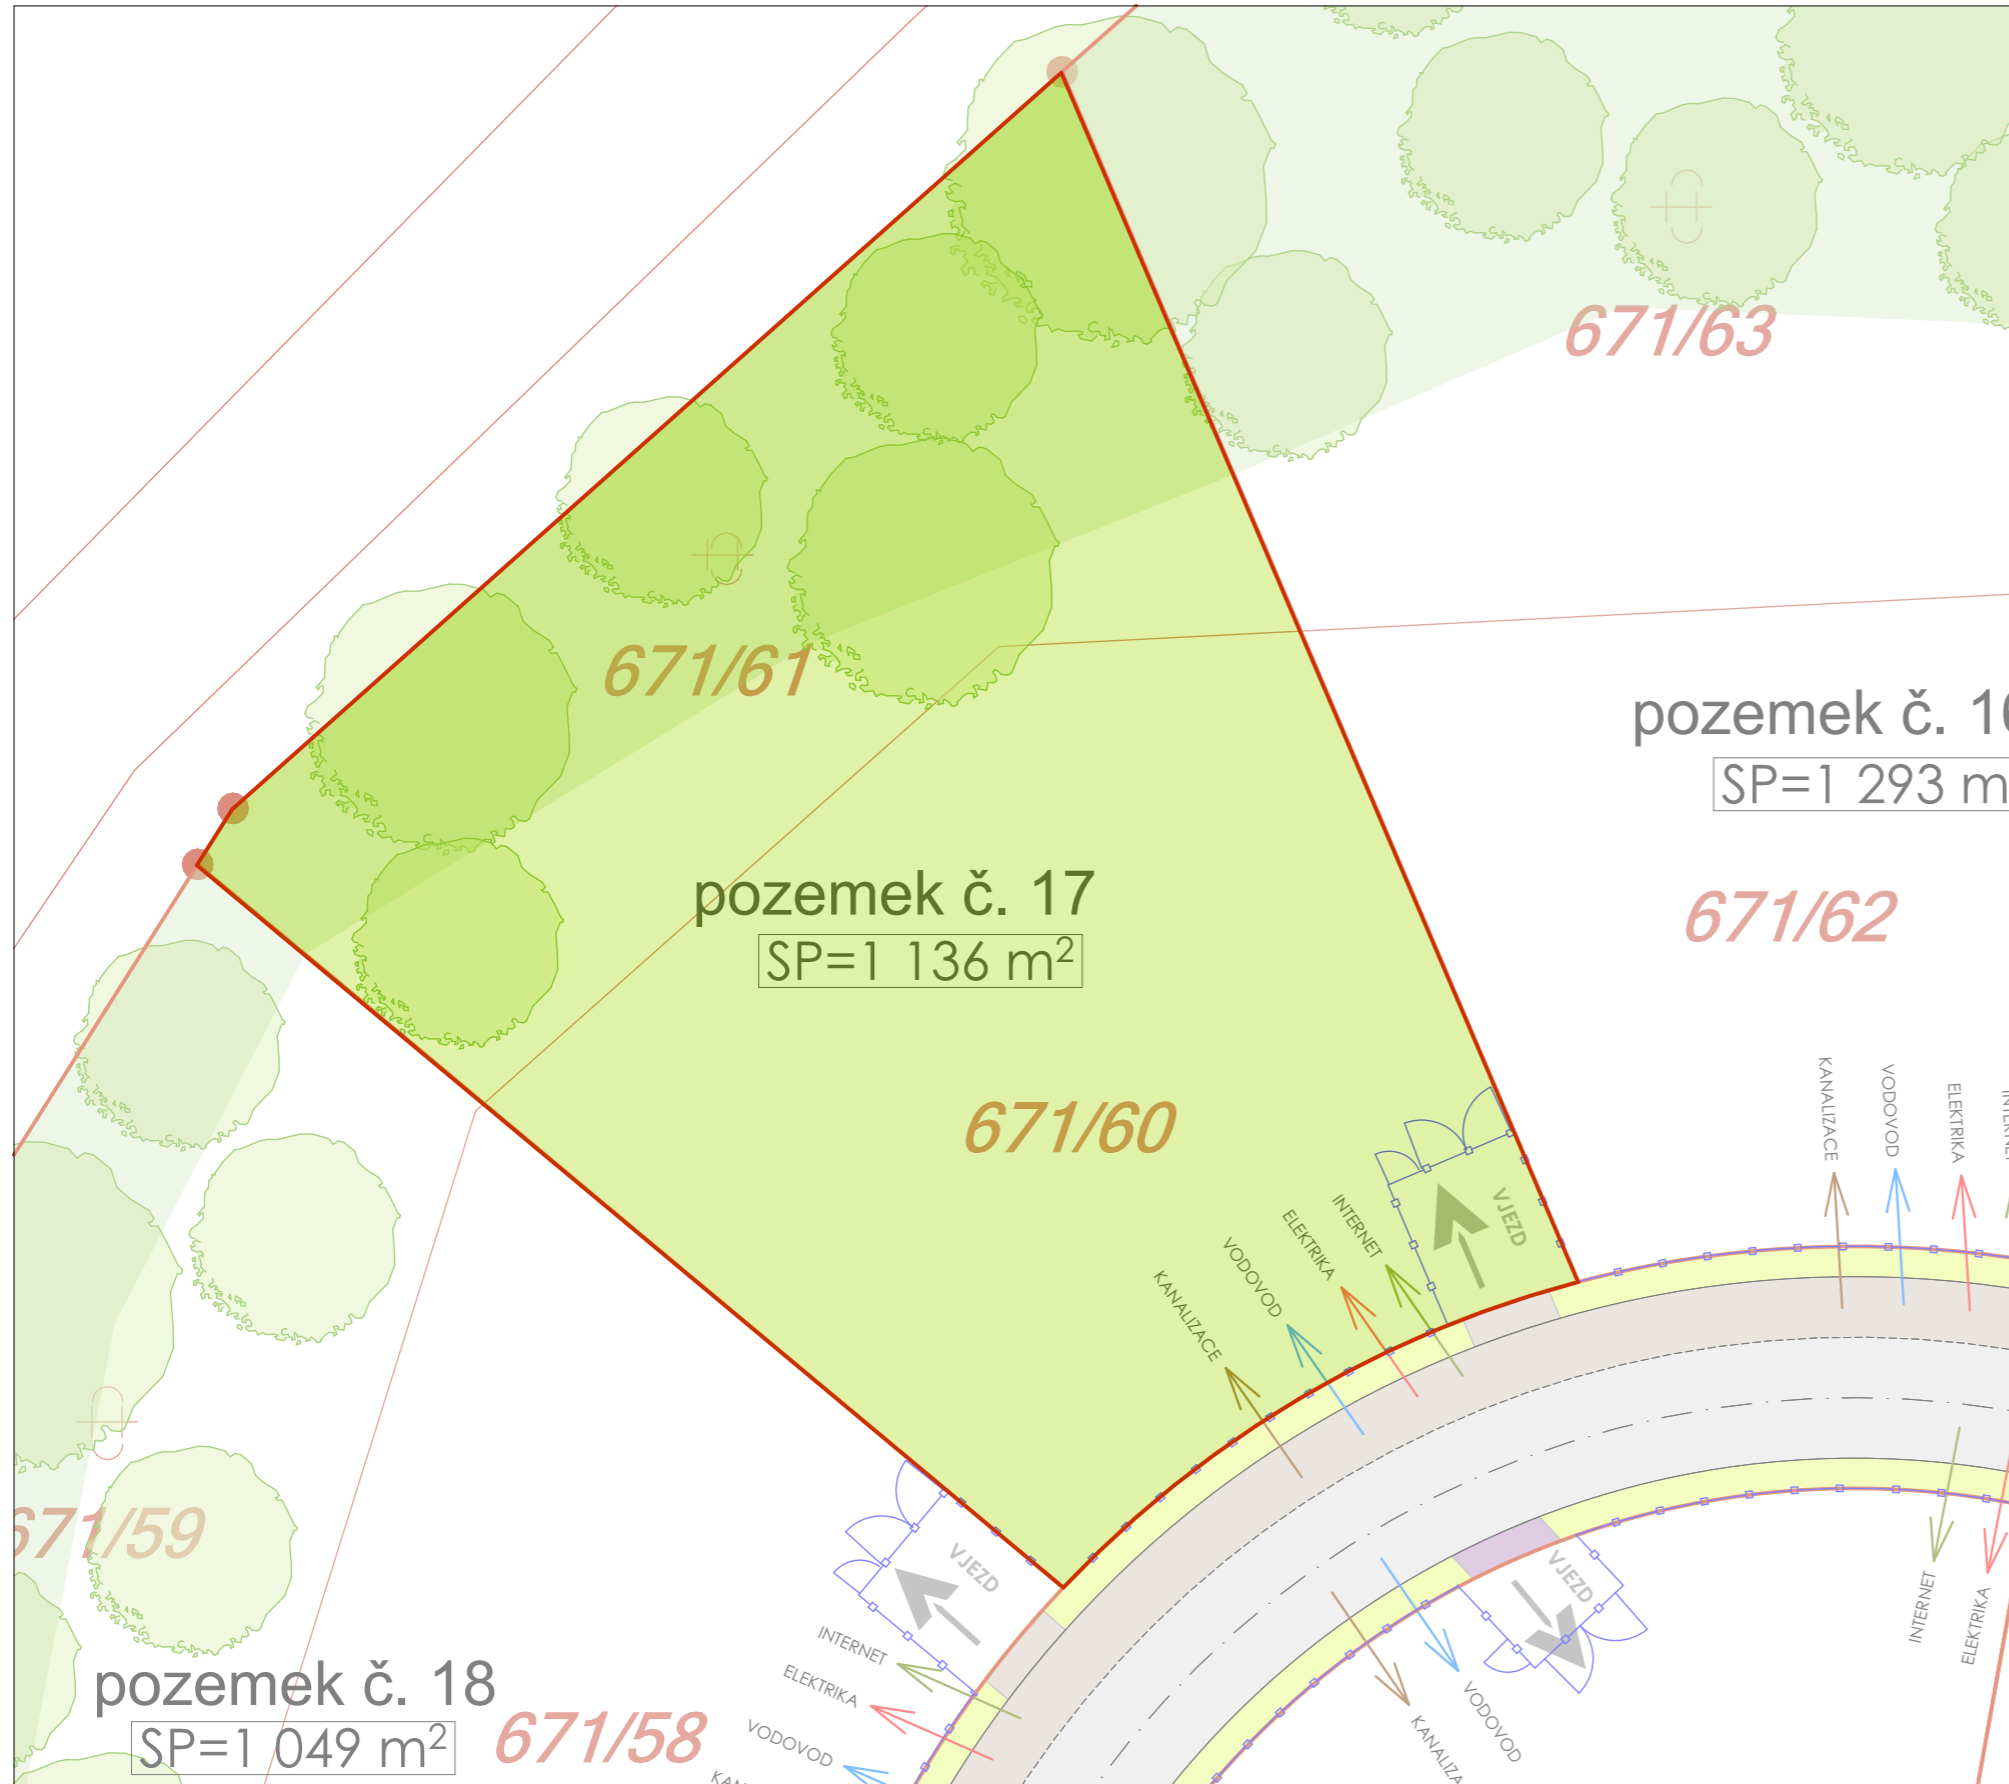 671/63
671/61
pozemek č. 16
SP=1 293 m
pozemek č. 17
SP=1 136 m²
671/62
671/60
KANALIZACE
VODOVOD
ELEKTRIKA
INTERNET
KANALIZACE
VODOVOD
ELEKTRIKA
INTERNET
VJEZD
671/59
VJEZD
VJEZD
INTERNET
ELEKTRIKA
VODOVOD
INTERNET
ELEKTRIKA
VODOVOD
KANALIZA
pozemek č. 18
SP=1 049 m²
671/58